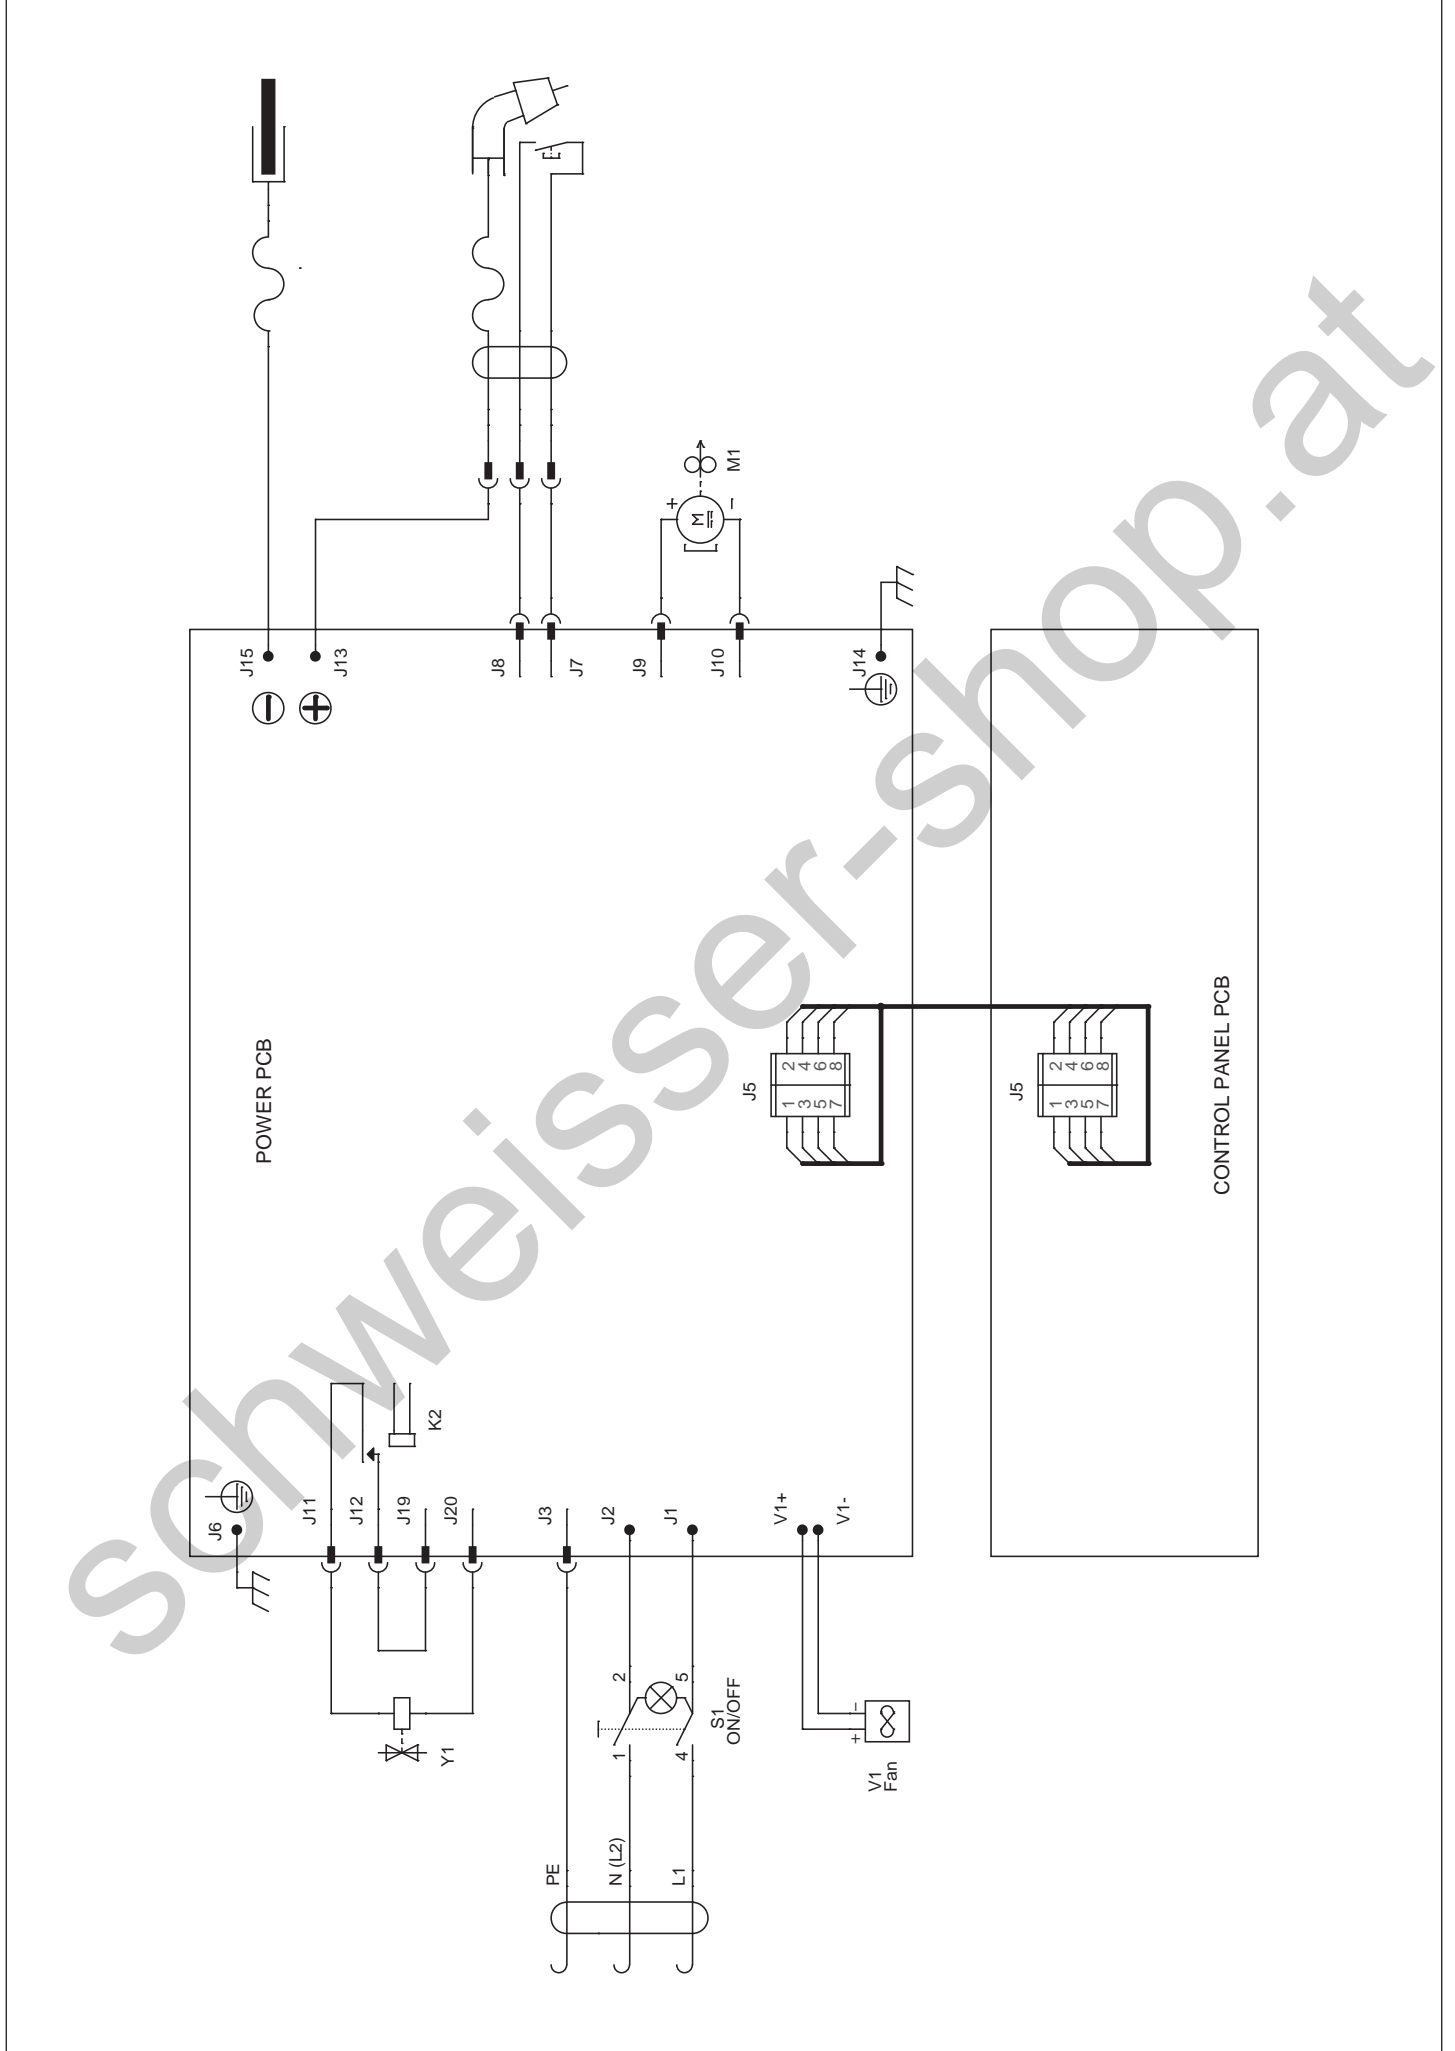 J15
J13
J8
J7
J9
J10
J14
+
−
M
M1
POWER PCB
J5
2
4
6
8
1
3
5
7
J5
2
4
6
8
1
3
5
7
CONTROL PANEL PCB
K2
J6
J11
J12
J19
J20
J3
J2
J1
V1+
V1-
Y1
2
5
1
4
S1
ON/OFF
+
−
V1
Fan
PE
N (L2)
L1
schweisser-shop.at